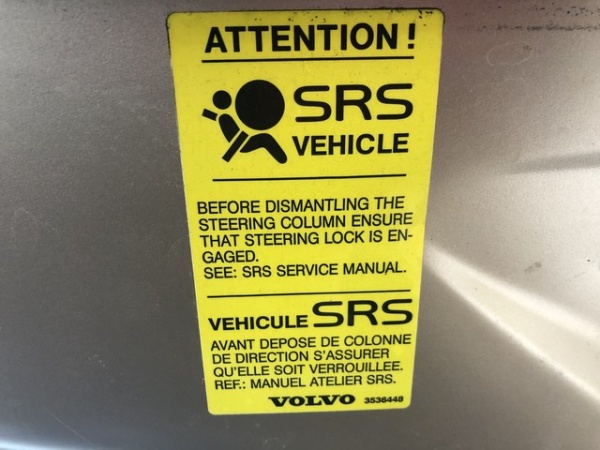 ATTENTION !
SRS
VEHICLE
BEFORE DISMANTLING THE
STEERING COLUMN ENSURE
THAT STEERING LOCK IS EN-
GAGED.
SEE: SRS SERVICE MANUAL.
VEHICULE SRS
AVANT DEPOSE DE COLONNE
DE DIRECTION S'ASSURER
QU'ELLE SOIT VERROUILLEE.
REF.: MANUEL ATELIER SRS.
VOLVO 3536448